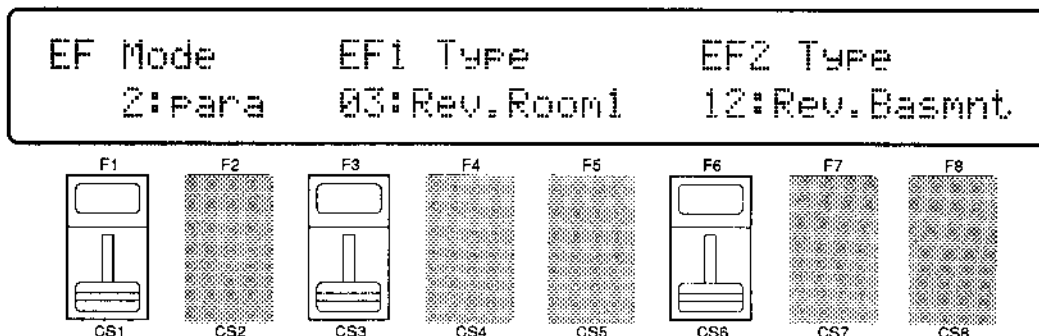 EF Mode EF1 Type EF2 Type
2:para 03:Rev.Room1 12:Rev.Basmnt.
F1 F2 F3 F4 F5 F6 F7 F8
CS1 CS2 CS3 CS4 CS5 CS6 CS7 CS8